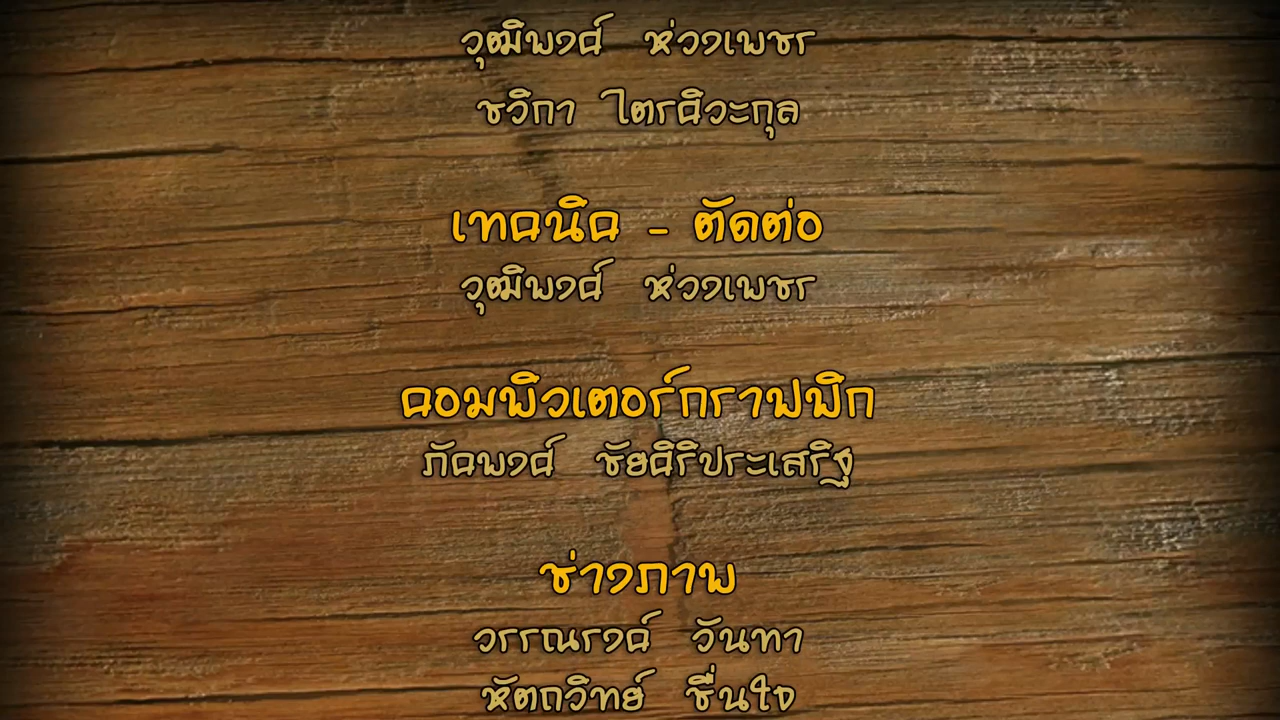 วุฒิพงศ์ ห่วงเพชร
ชวิกา ไตรศิวะกุล
เทคนิค - ตัดต่อ
วุฒิพงศ์ ห่วงเพชร
คอมพิวเตอร์กราฟฟิก
ภัคพงศ์ ชัยศิริประเสริฐ
ช่างภาพ
วรรณรงค์ วันทา
หัตถวิทย์ ชื่นใจ